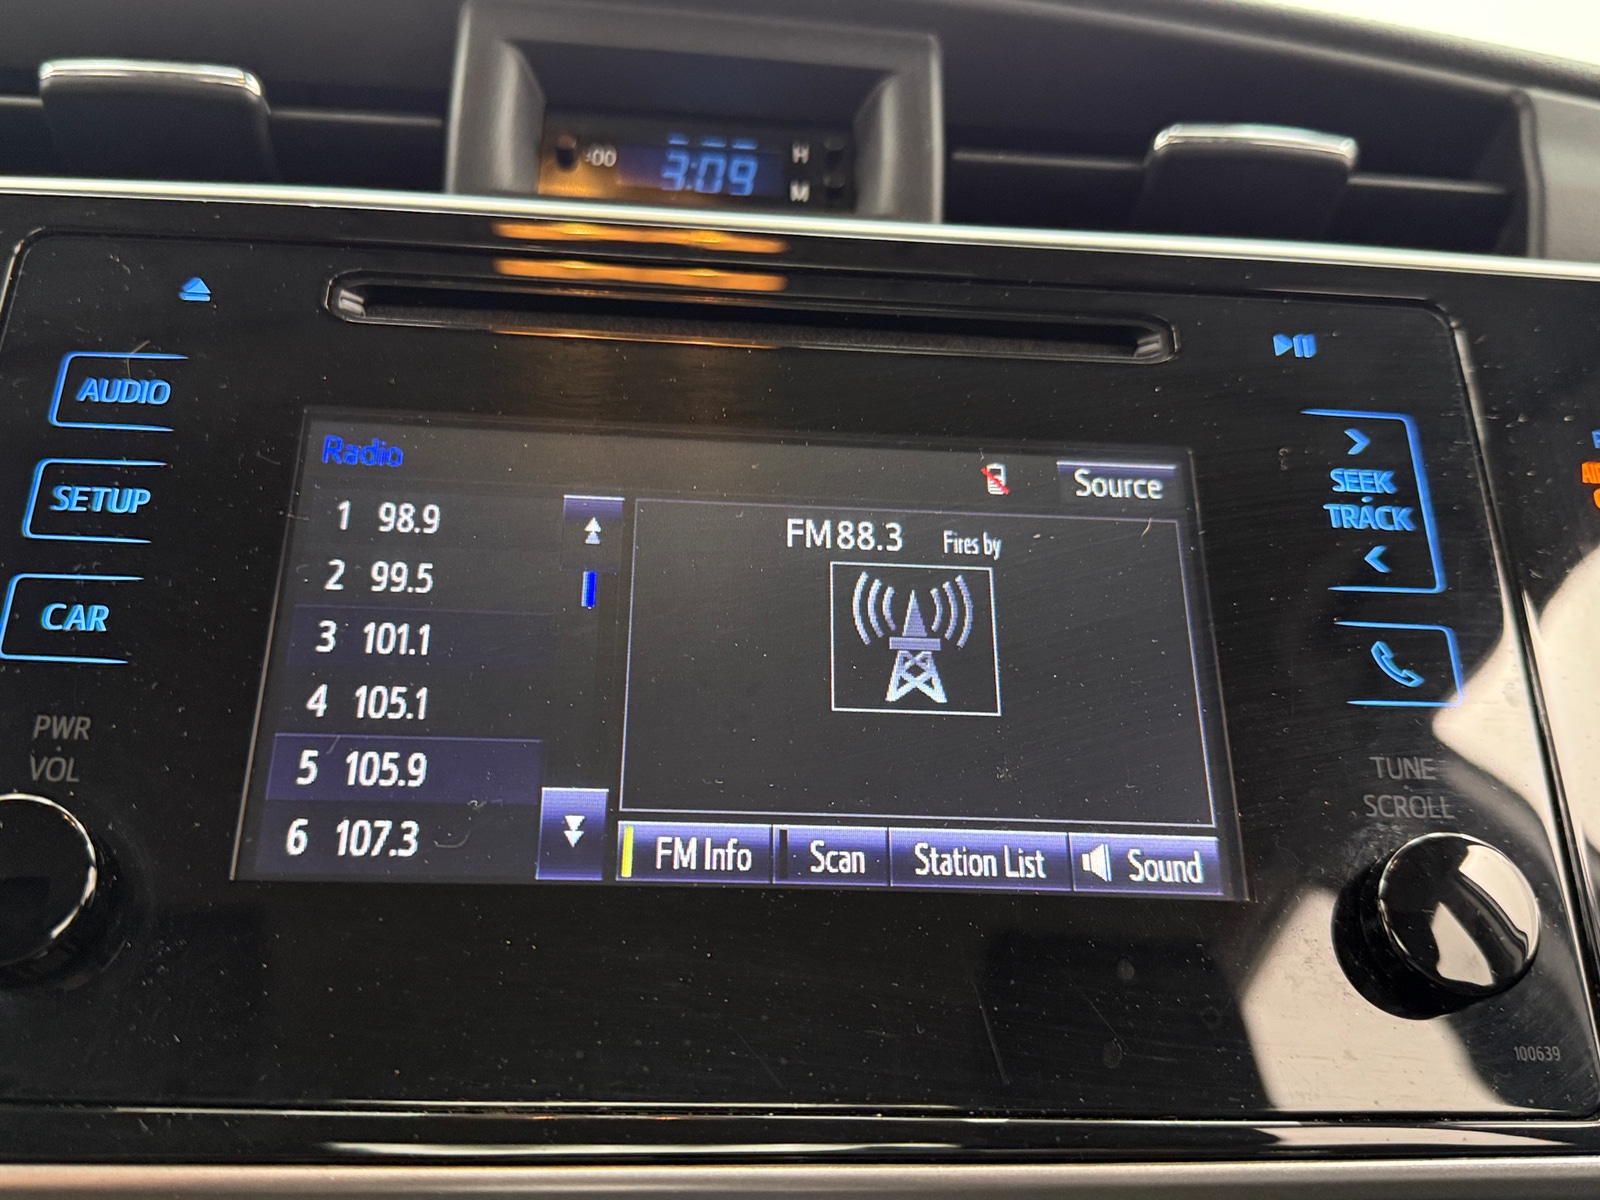 :00 3:09 H
M
AUDIO
SETUP
CAR
PWR
VOL
Radio
Source
1 98.9
2 99.5
3 101.1
4 105.1
5 105.9
6 107.3
FM88.3 Fires by
FM Info Scan Station List Sound
SEEK
TRACK
TUNE
SCROLL
100639